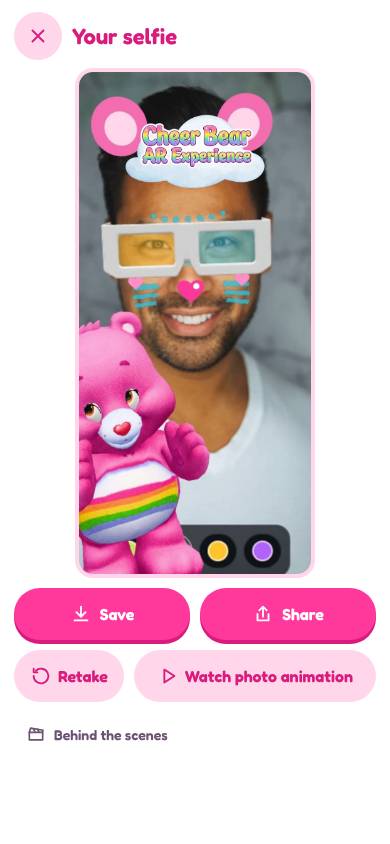 Your selfie
Cheer Bear
AR Experience
Save
Share
Retake
Watch photo animation
Behind the scenes